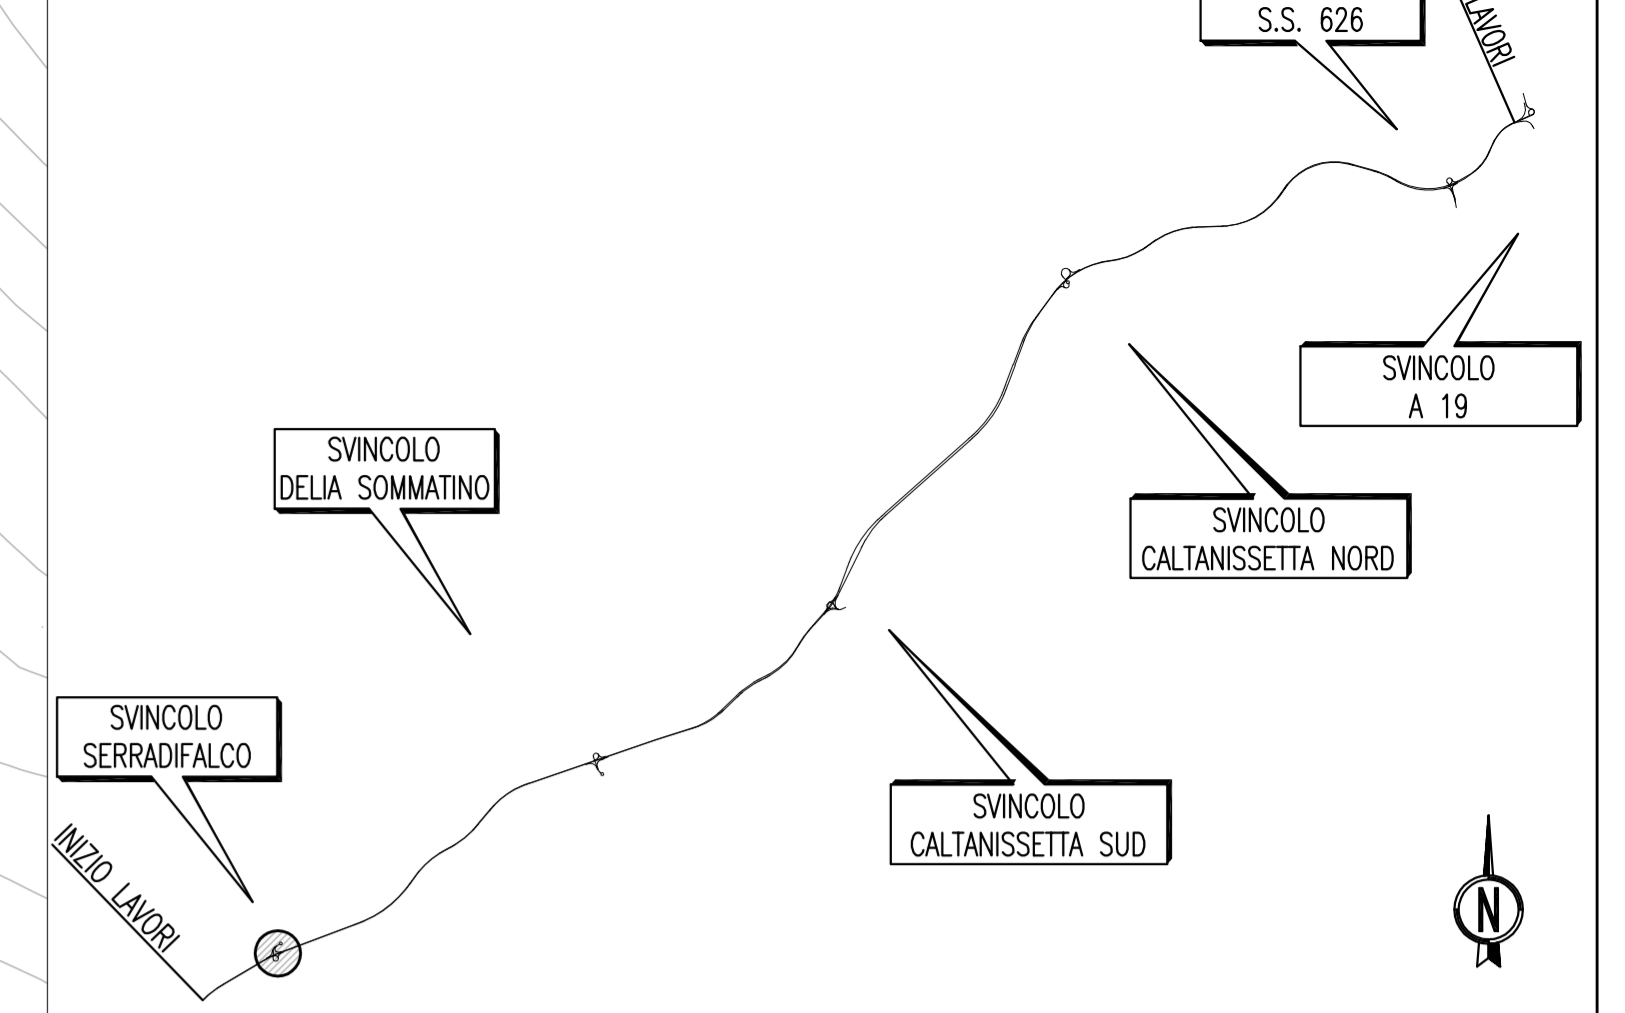 S.S. 626
LAVORI
SVINCOLO
A 19
SVINCOLO
DELIA SOMMATINO
SVINCOLO
CALTANISSETTA NORD
SVINCOLO
SERRADIFALCO
SVINCOLO
CALTANISSETTA SUD
INIZIO LAVORI
N